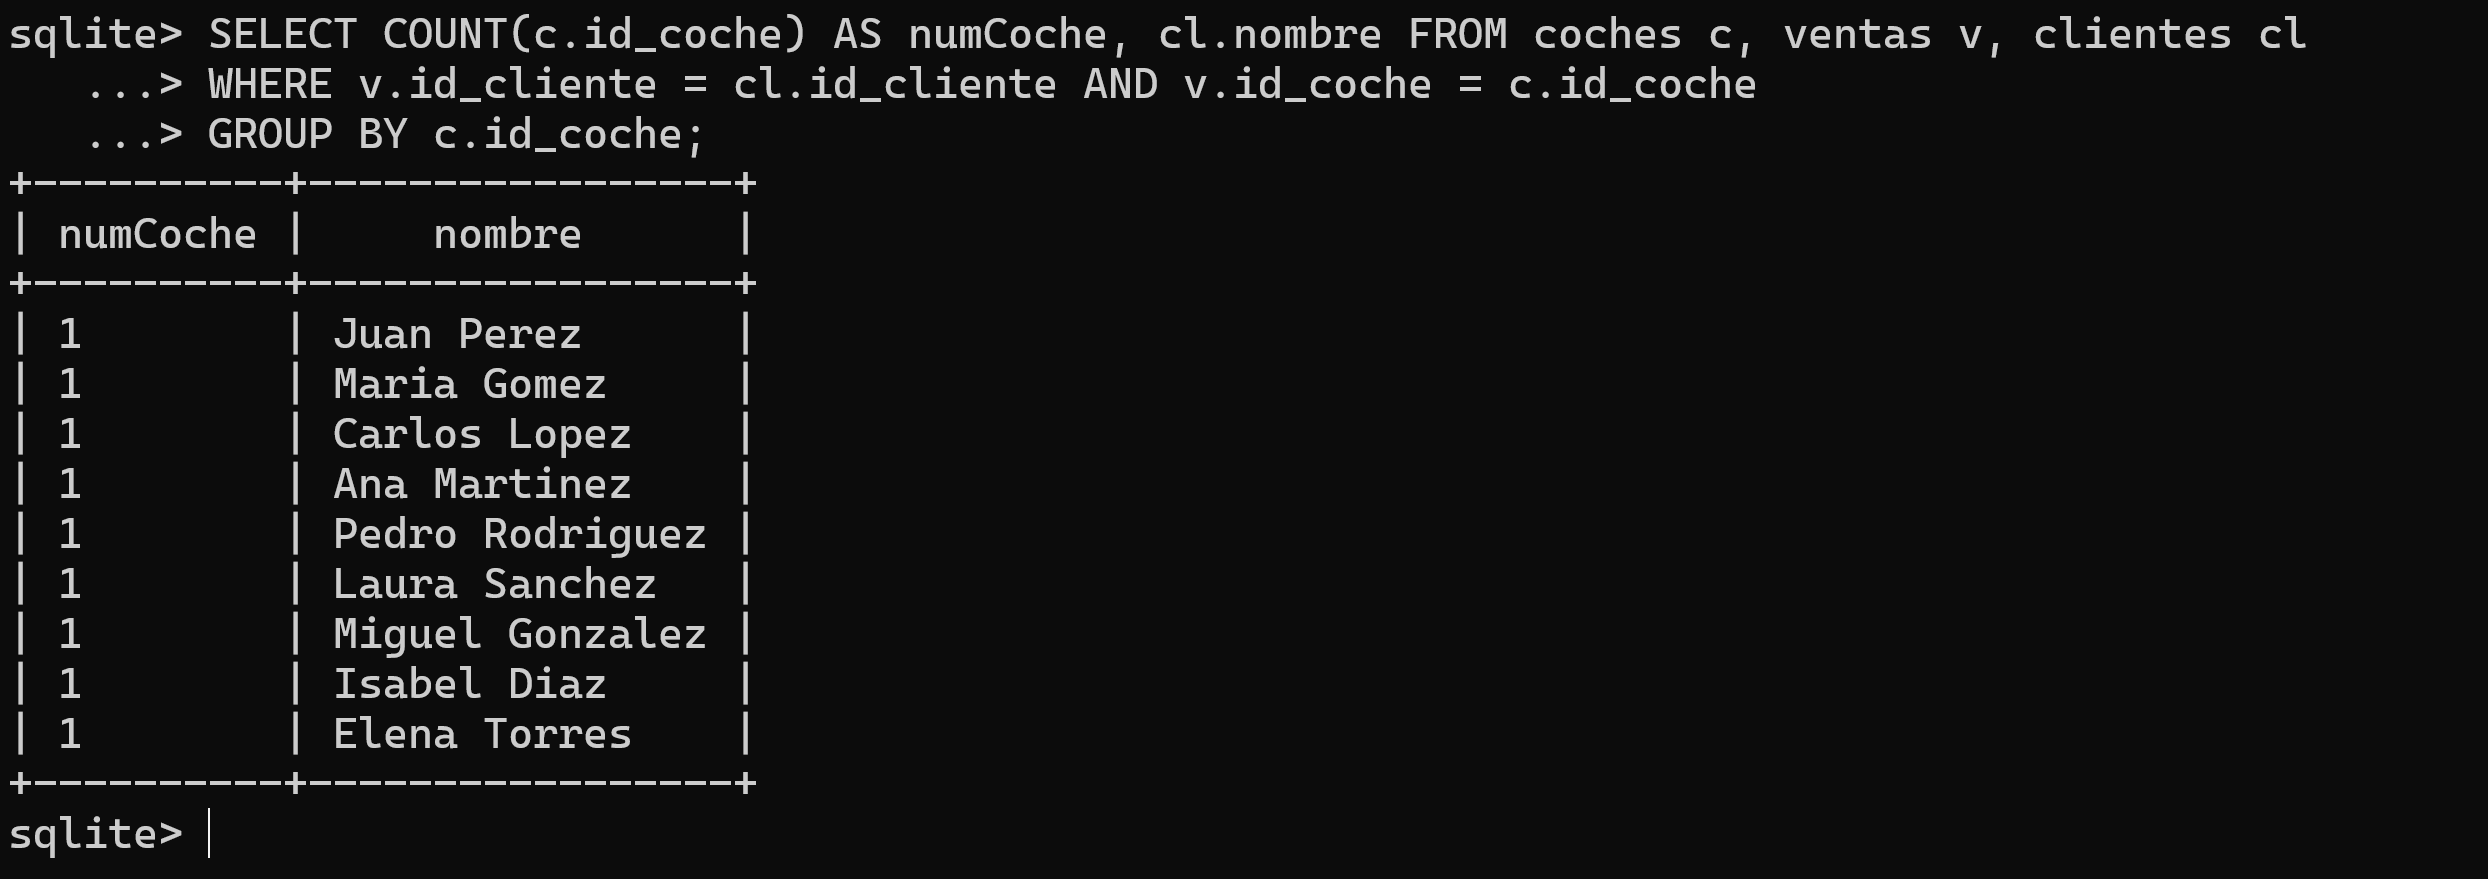 sqlite> SELECT COUNT(c.id_coche) AS numCoche, cl.nombre FROM coches c, ventas v, clientes cl
   ...> WHERE v.id_cliente = cl.id_cliente AND v.id_coche = c.id_coche
   ...> GROUP BY c.id_coche;
+----------+-----------------+
| numCoche |     nombre      |
+----------+-----------------+
| 1        | Juan Perez      |
| 1        | Maria Gomez     |
| 1        | Carlos Lopez    |
| 1        | Ana Martinez    |
| 1        | Pedro Rodriguez |
| 1        | Laura Sanchez   |
| 1        | Miguel Gonzalez |
| 1        | Isabel Diaz     |
| 1        | Elena Torres    |
+----------+-----------------+
sqlite>